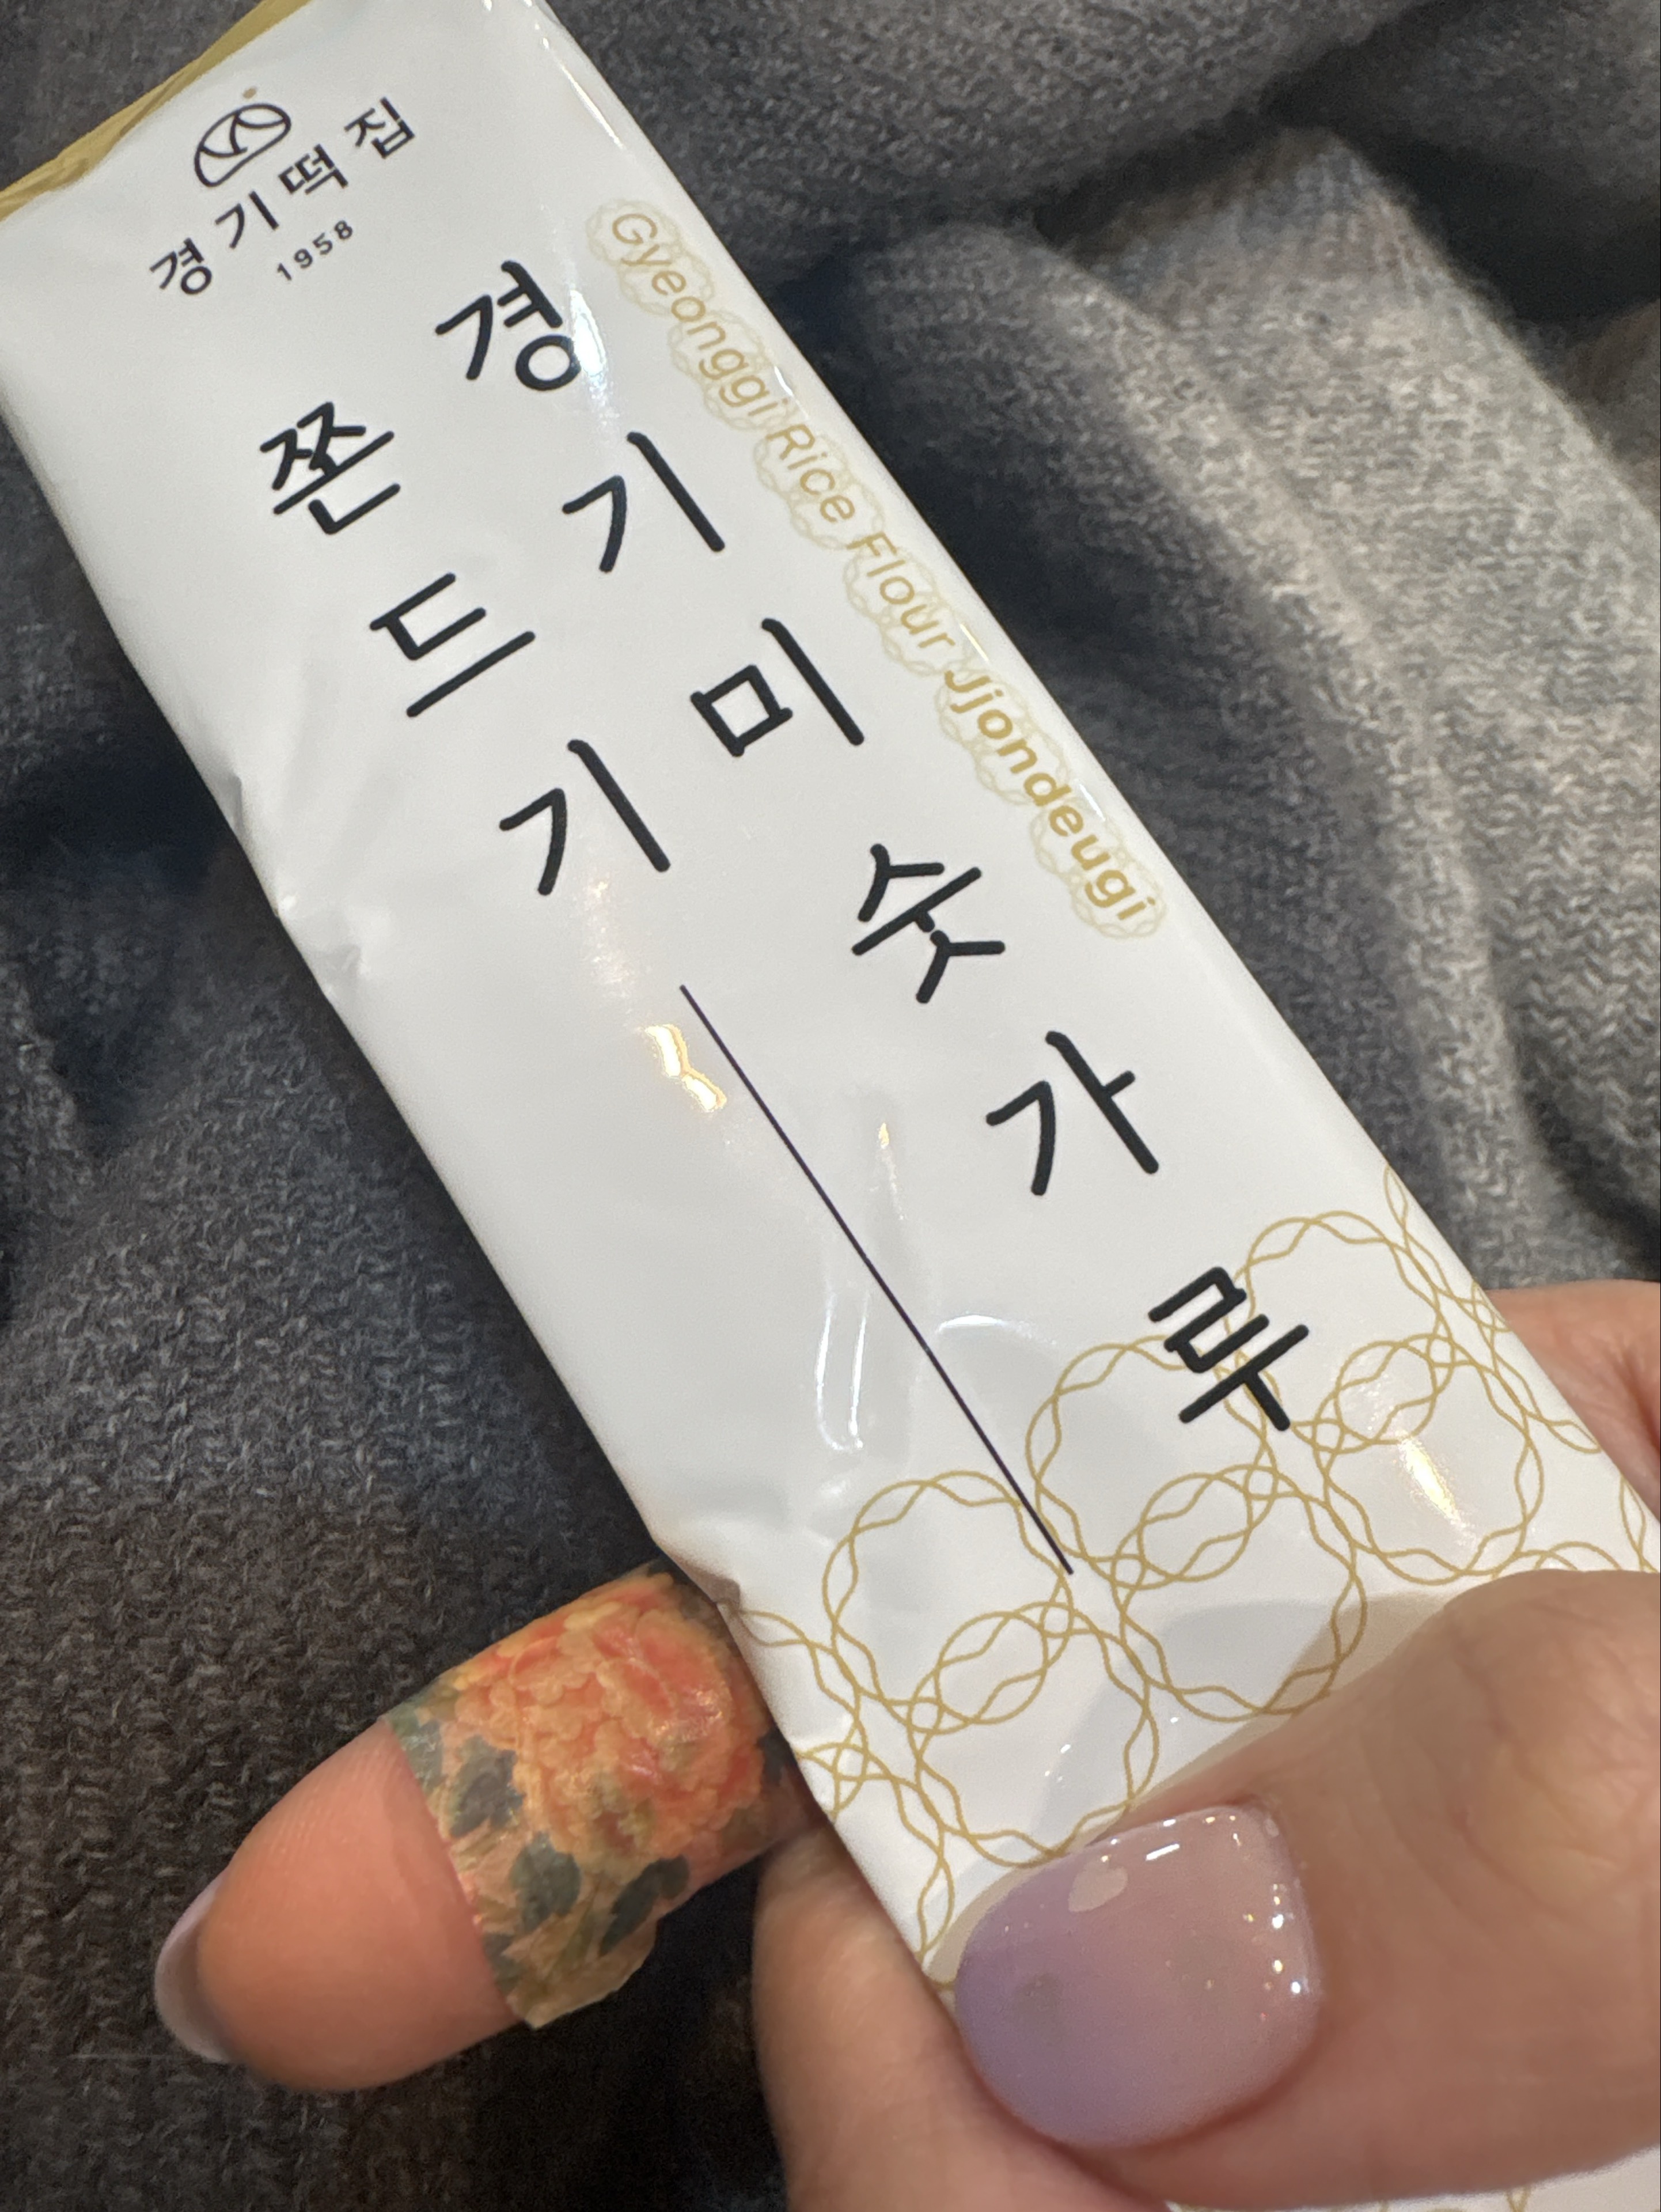 경기떡집
1958
Gyeonggi Rice Flour Jjondeugi
경기미숫가루
쫀드기